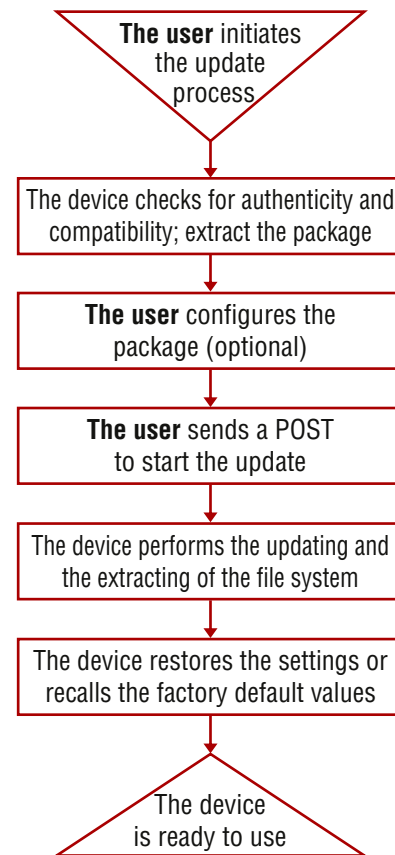 The user initiates
the update
process
The device checks for authenticity and
compatibility; extract the package
The user configures the
package (optional)
The user sends a POST
to start the update
The device performs the updating and
the extracting of the file system
The device restores the settings or
recalls the factory default values
The device
is ready to use